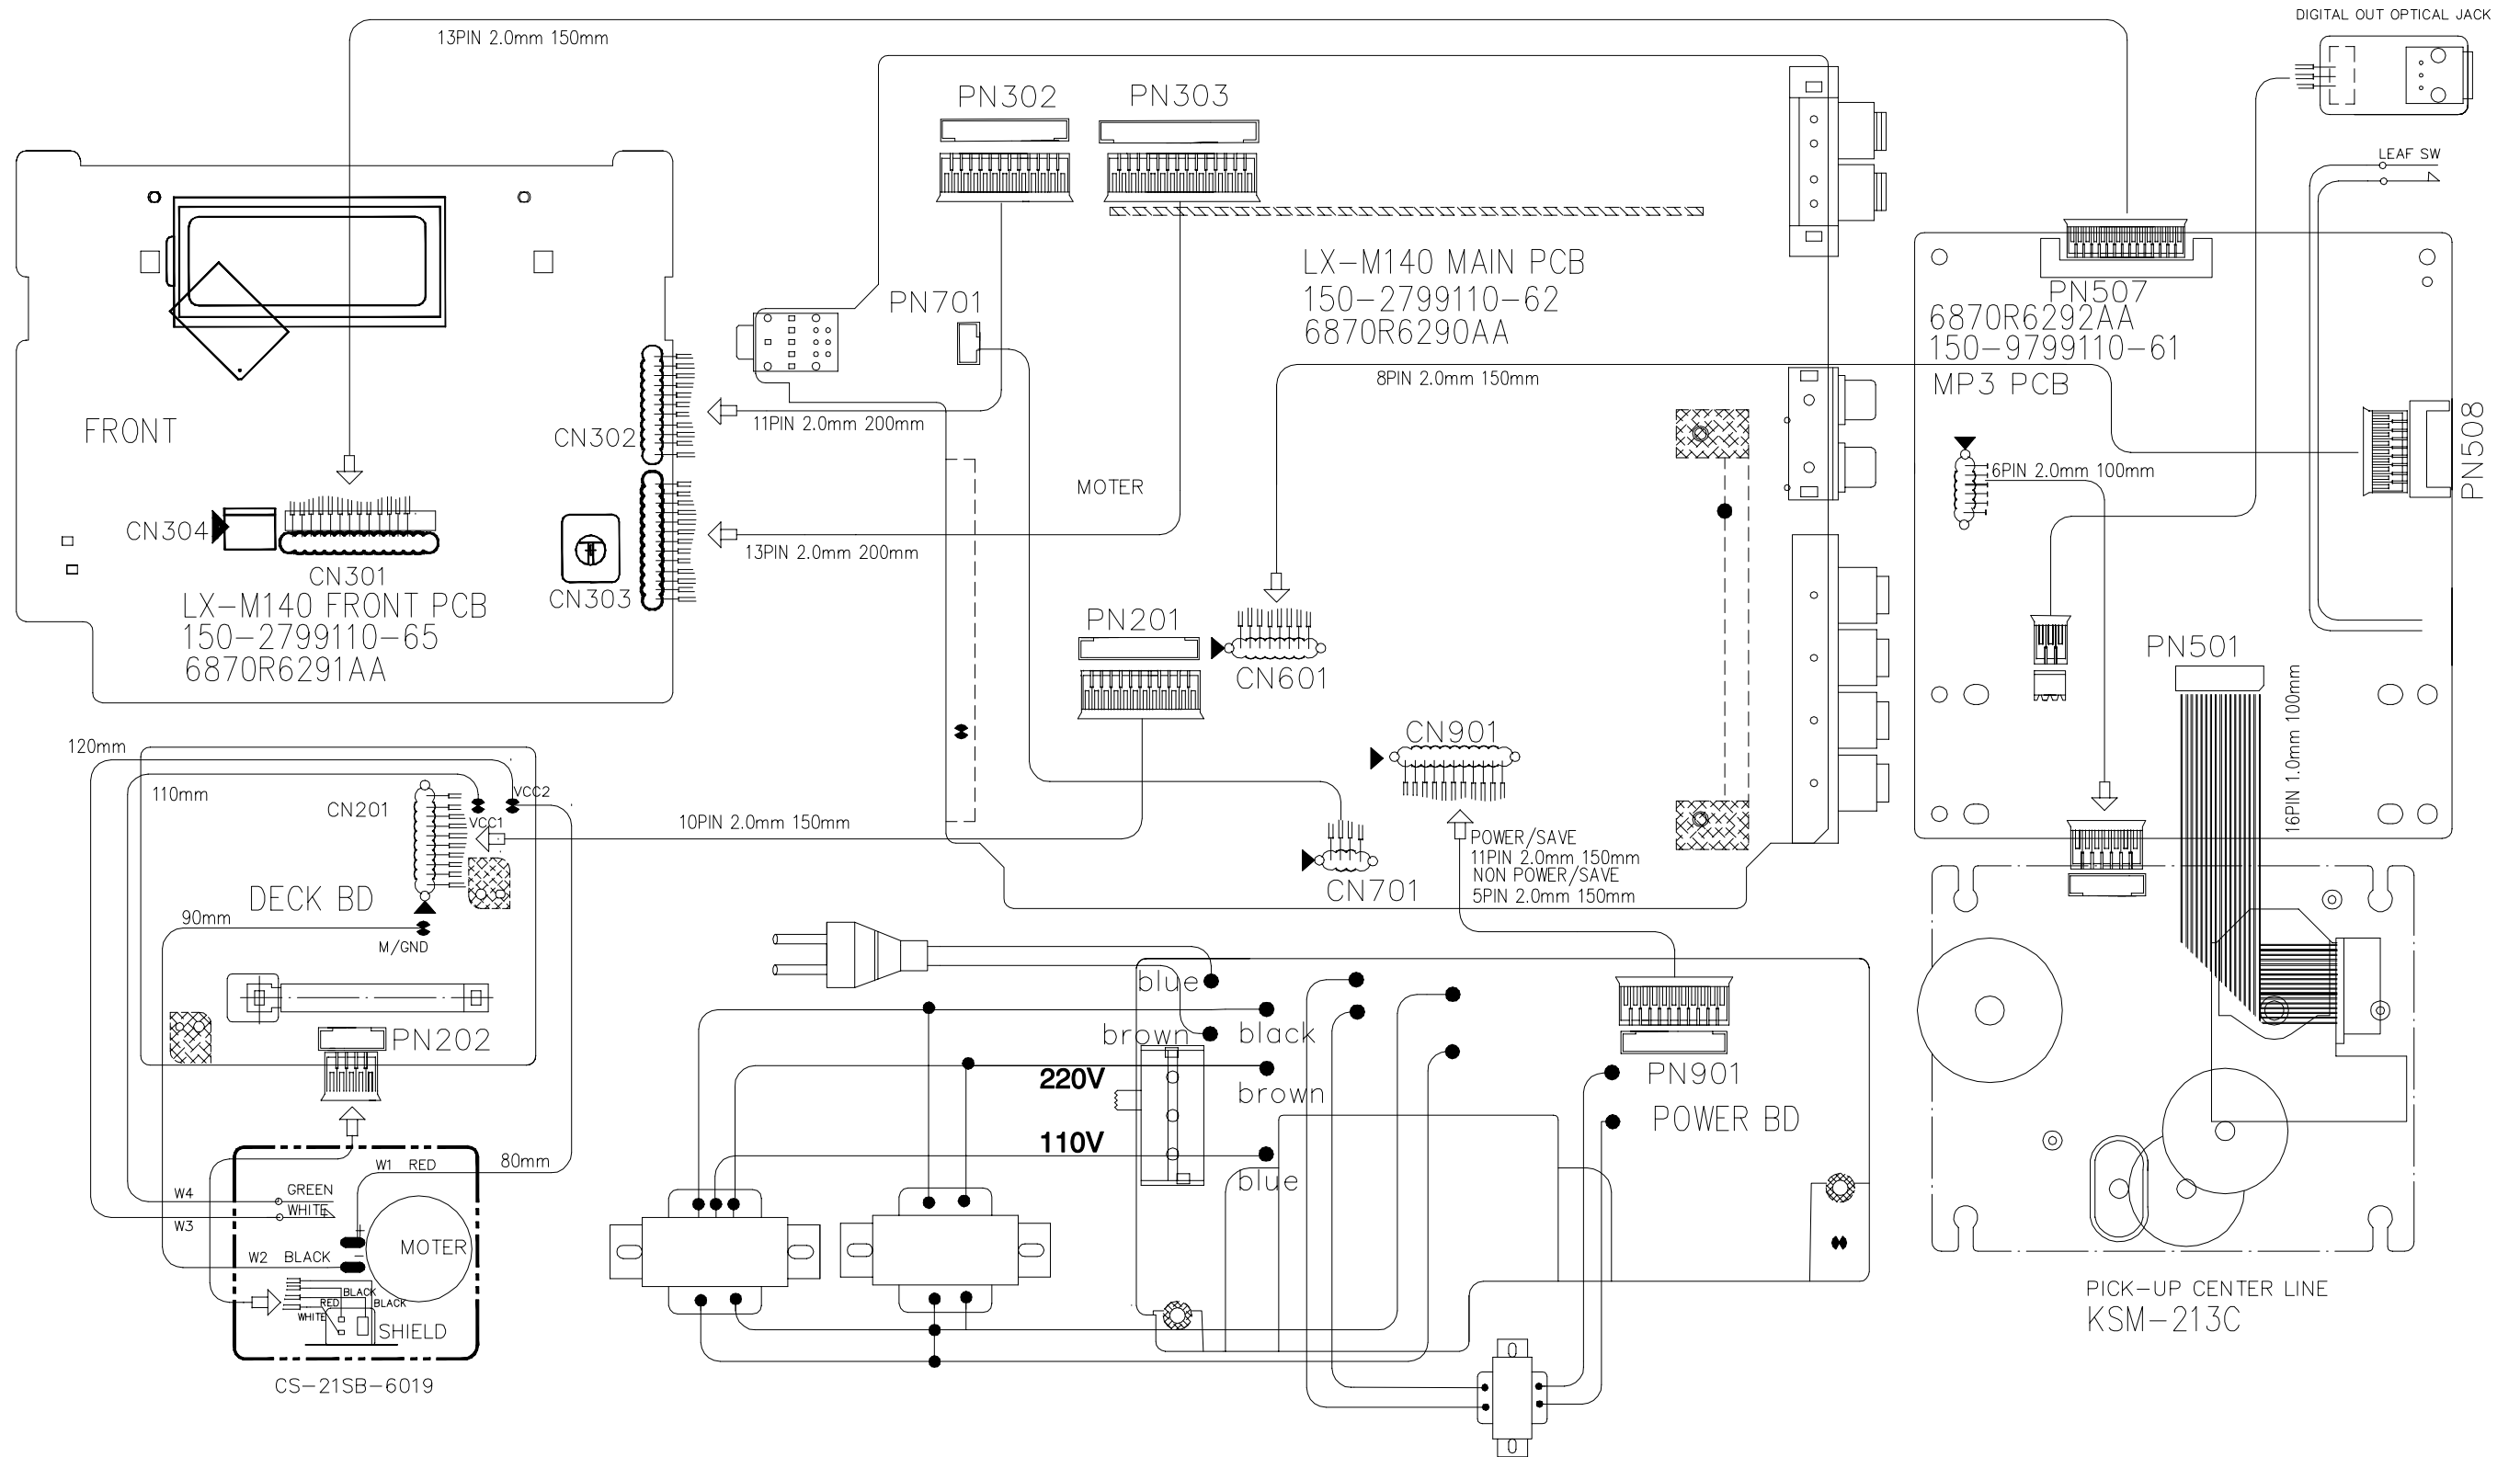 DIGITAL OUT OPTICAL JACK
13PIN 2.0mm 150mm
PN302
PN303
LEAF SW
LX-M140 MAIN PCB
150-2799110-62
6870R6290AA
PN701
PN507
6870R6292AA
150-9799110-61
MP3 PCB
8PIN 2.0mm 150mm
11PIN 2.0mm 200mm
FRONT
CN302
PN508
6PIN 2.0mm 100mm
MOTER
CN304
13PIN 2.0mm 200mm
CN301
CN303
LX-M140 FRONT PCB
150-2799110-65
6870R6291AA
PN201
CN601
PN501
16PIN 1.0mm 100mm
CN901
120mm
110mm
CN201
VCC2
VCC1
10PIN 2.0mm 150mm
POWER/SAVE
11PIN 2.0mm 150mm
NON POWER/SAVE
5PIN 2.0mm 150mm
CN701
DECK BD
90mm
M/GND
blue
brown
black
PN202
220V
brown
PN901
POWER BD
110V
blue
W1 RED
80mm
W4
GREEN
WHITE
W3
W2 BLACK
MOTER
BLACK
RED
BLACK
WHITE
SHIELD
CS-21SB-6019
PICK-UP CENTER LINE
KSM-213C
+
−